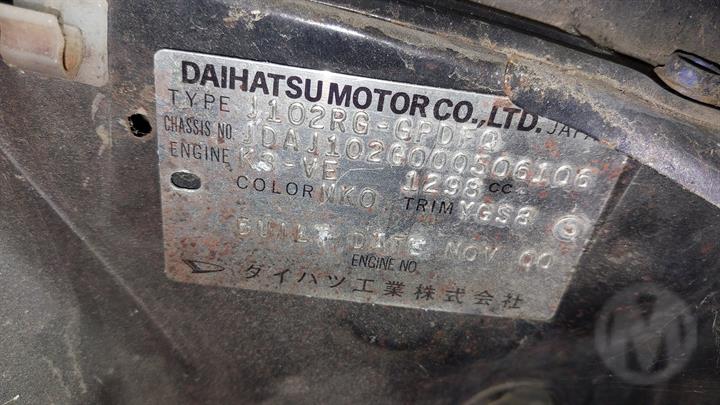 DAIHATSU MOTOR CO.,LTD. JAPAN
TYPE J102RG-GPDFQ
CHASSIS NO. JDAJ102G000506106
ENGINE K3-VE 1298 CC
COLOR NKO TRIM YGS8 G
BUILT DATE NOV 00
ENGINE NO
ダイハツ工業株式会社
M